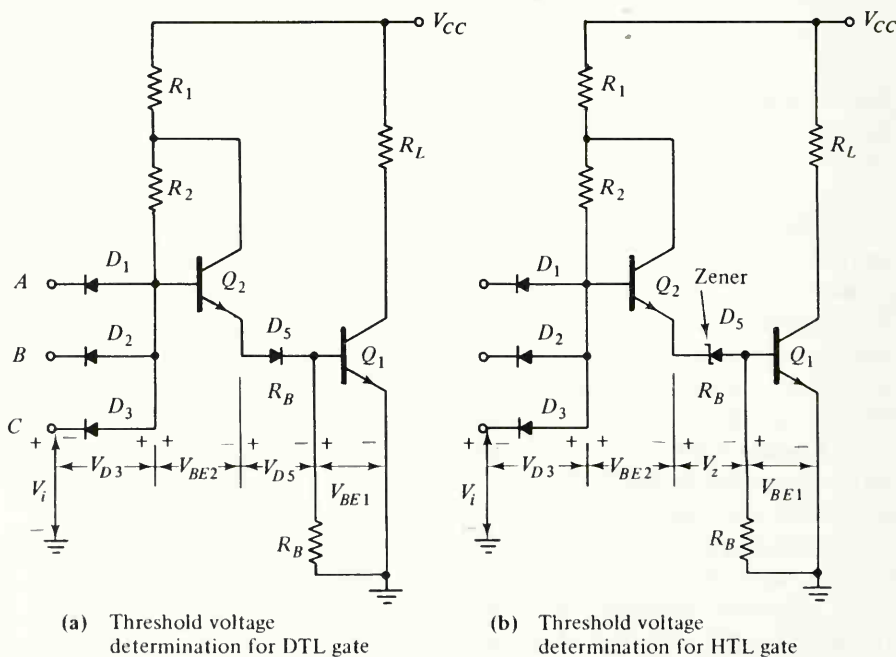 V_CC
R_1
R_L
R_2
D_1
A
Q_2
D_2
D_5
B
Q_1
D_3
R_B
C
+ − + + − + − + −
V_D3 V_BE2 V_D5 V_BE1
V_i
−
R_B
(a) Threshold voltage
determination for DTL gate
V_CC
R_1
R_L
R_2
D_1
Zener
Q_2
D_5
D_2
Q_1
D_3
R_B
+ − + + − + − + −
V_D3 V_BE2 V_z V_BE1
V_i
−
R_B
(b) Threshold voltage
determination for HTL gate